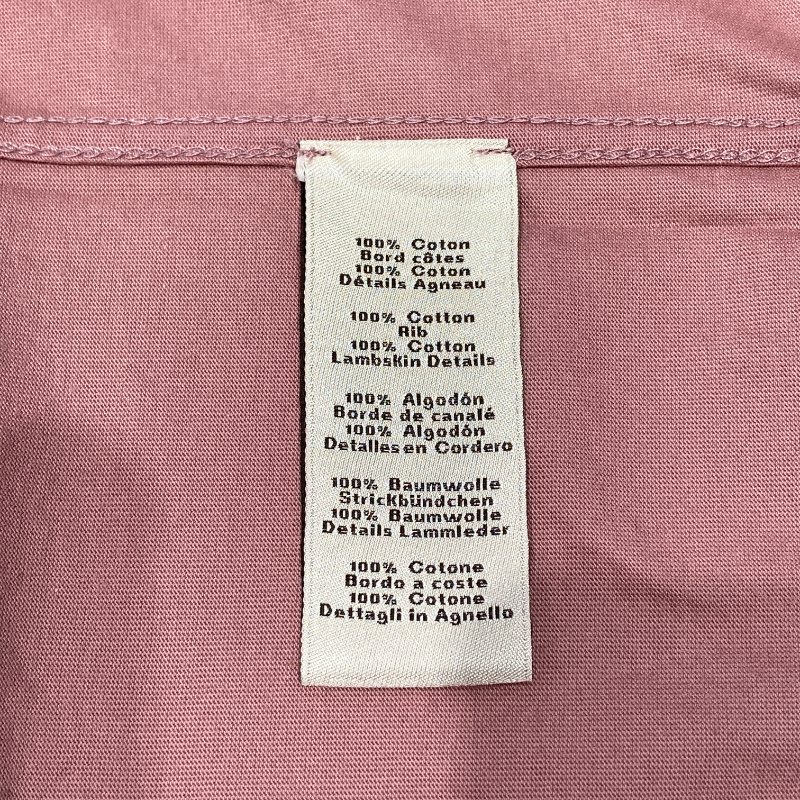 100% Coton
Bord côtes
100% Coton
Détails Agneau
100% Cotton
Rib
100% Cotton
Lambskin Details
100% Algodón
Borde de canalé
100% Algodón
Detalles en Cordero
100% Baumwolle
Strickbündchen
100% Baumwolle
Details Lammleder
100% Cotone
Bordo a coste
100% Cotone
Dettagli in Agnello